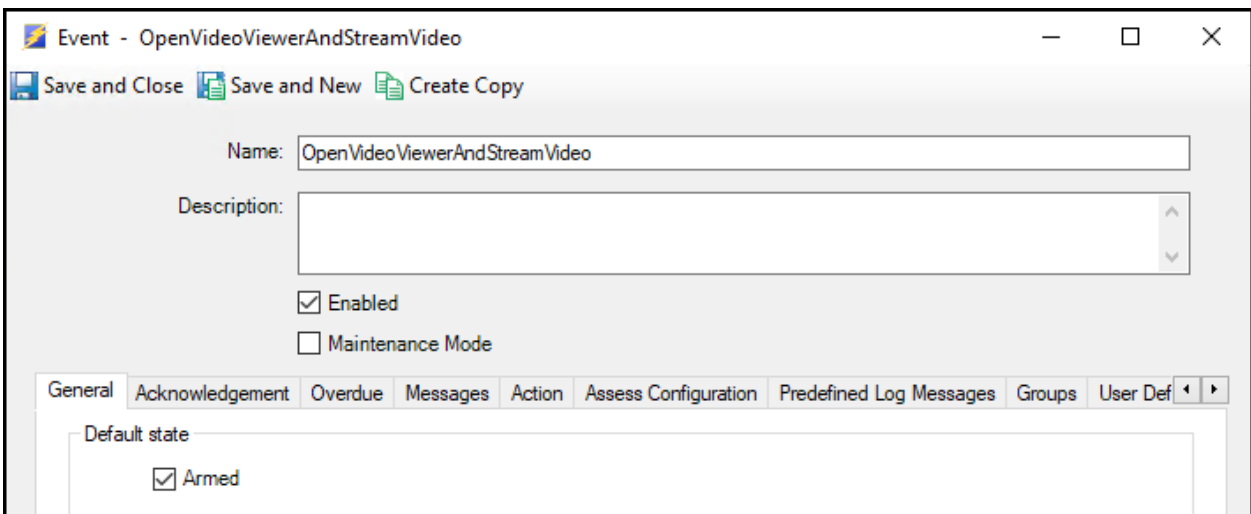 Event - OpenVideoViewerAndStreamVideo
Save and Close Save and New Create Copy
Name: OpenVideoViewerAndStreamVideo
Description:
Enabled
Maintenance Mode
General Acknowledgement Overdue Messages Action Assess Configuration Predefined Log Messages Groups User Def
Default state
Armed